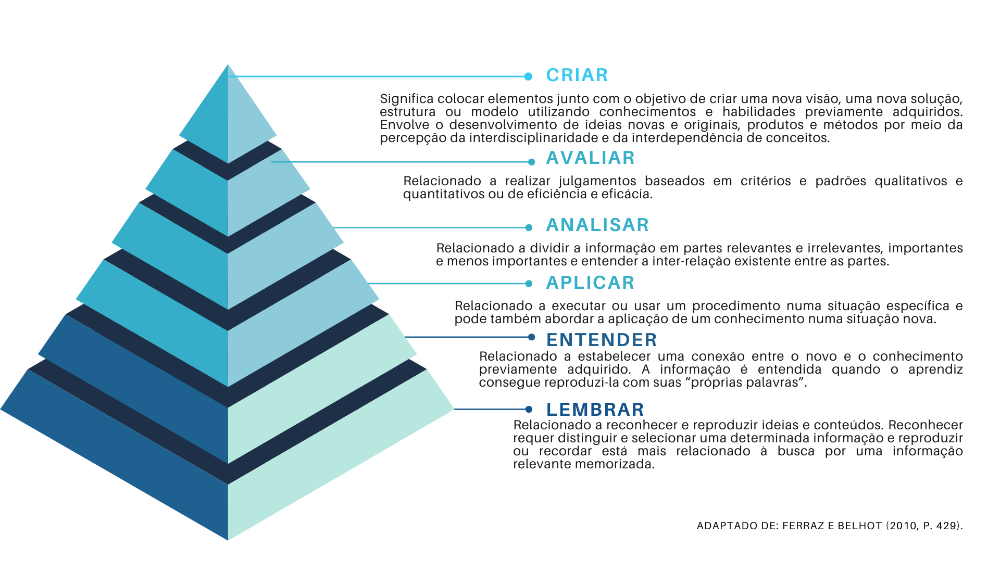 CRIAR
Significa colocar elementos junto com o objetivo de criar uma nova visão, uma nova solução,
estrutura ou modelo utilizando conhecimentos e habilidades previamente adquiridos.
Envolve o desenvolvimento de ideias novas e originais, produtos e métodos por meio da
percepção da interdisciplinaridade e da interdependência de conceitos.
AVALIAR
Relacionado a realizar julgamentos baseados em critérios e padrões qualitativos e
quantitativos ou de eficiência e eficácia.
ANALISAR
Relacionado a dividir a informação em partes relevantes e irrelevantes, importantes
e menos importantes e entender a inter-relação existente entre as partes.
APLICAR
Relacionado a executar ou usar um procedimento numa situação específica e
pode também abordar a aplicação de um conhecimento numa situação nova.
ENTENDER
Relacionado a estabelecer uma conexão entre o novo e o conhecimento
previamente adquirido. A informação é entendida quando o aprendiz
consegue reproduzi-la com suas “próprias palavras”.
LEMBRAR
Relacionado a reconhecer e reproduzir ideias e conteúdos. Reconhecer
requer distinguir e selecionar uma determinada informação e reproduzir
ou recordar está mais relacionado à busca por uma informação
relevante memorizada.
ADAPTADO DE: FERRAZ E BELHOT (2010, P. 429).